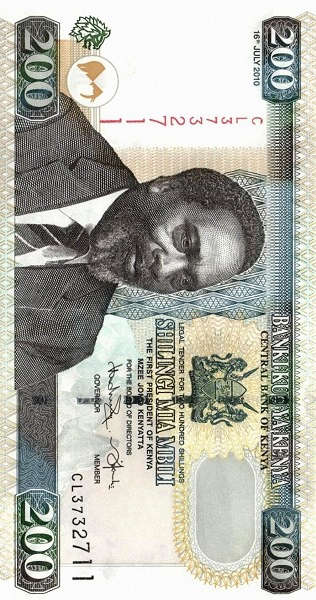 200
16TH JULY 2010
BANKI KUU YA KENYA
CENTRAL BANK OF KENYA
200
CL3732711
LEGAL TENDER FOR TWO HUNDRED SHILLINGS
SHILINGI MIA MBILI
THE FIRST PRESIDENT OF KENYA
MZEE JOMO KENYATTA
FOR BOARD OF DIRECTORS
GOVERNOR MEMBER
CL3732711
200
200